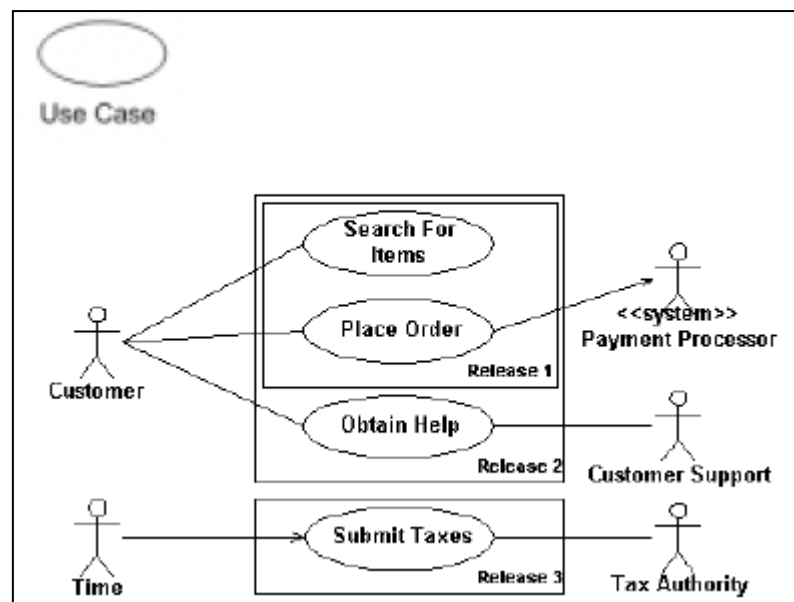 Use Case
Search For
Items
<<system>>
Payment Processor
Place Order
Release 1
Customer
Obtain Help
Release 2
Customer Support
Submit Taxes
Release 3
Time
Tax Authority